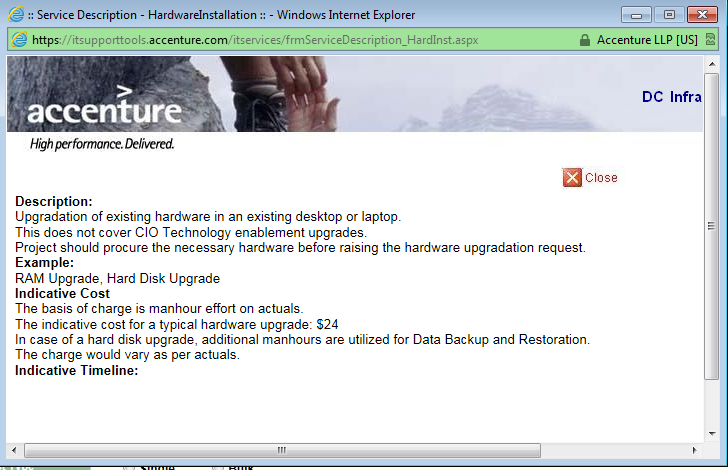 :: Service Description - HardwareInstallation :: - Windows Internet Explorer
https://itsupporttools.accenture.com/itservices/frmServiceDescription_HardInst.aspx
Accenture LLP [US]
accenture
High performance. Delivered.
DC Infra
Close
Description:
Upgradation of existing hardware in an existing desktop or laptop.
This does not cover CIO Technology enablement upgrades.
Project should procure the necessary hardware before raising the hardware upgradation request.
Example:
RAM Upgrade, Hard Disk Upgrade
Indicative Cost
The basis of charge is manhour effort on actuals.
The indicative cost for a typical hardware upgrade: $24
In case of a hard disk upgrade, additional manhours are utilized for Data Backup and Restoration.
The charge would vary as per actuals.
Indicative Timeline: